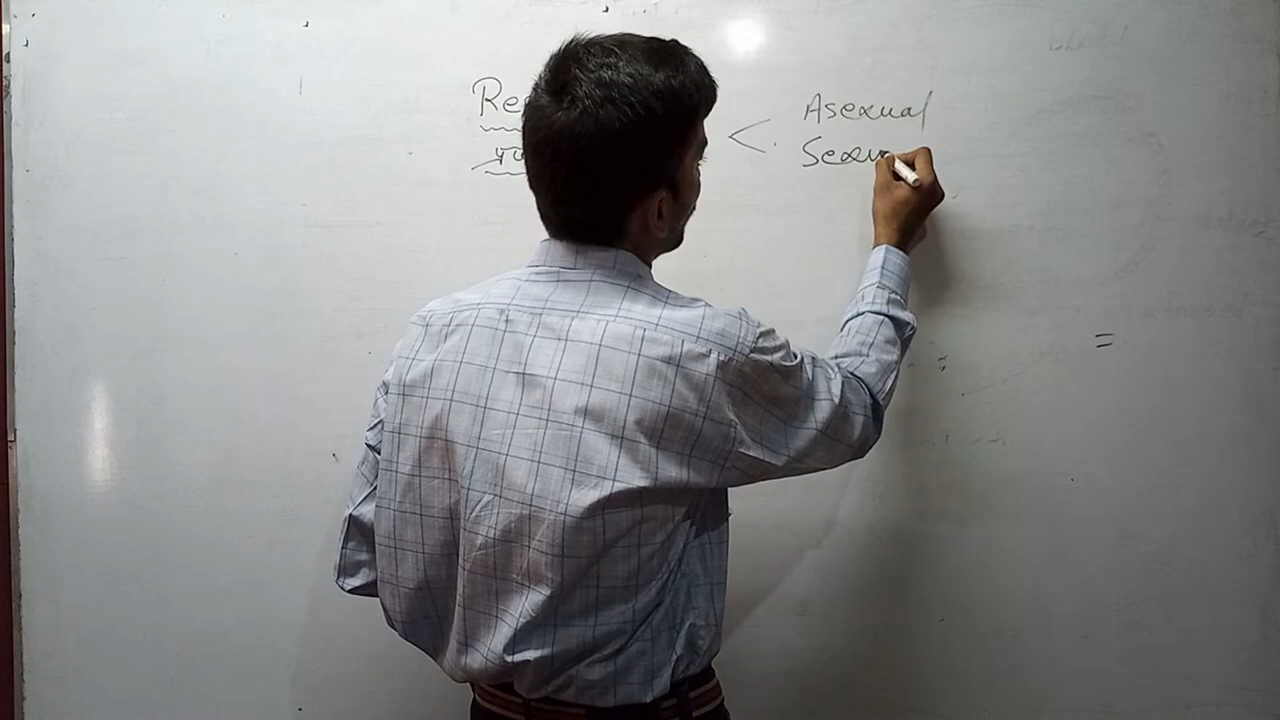 Re
< Asexual
Sexu
=